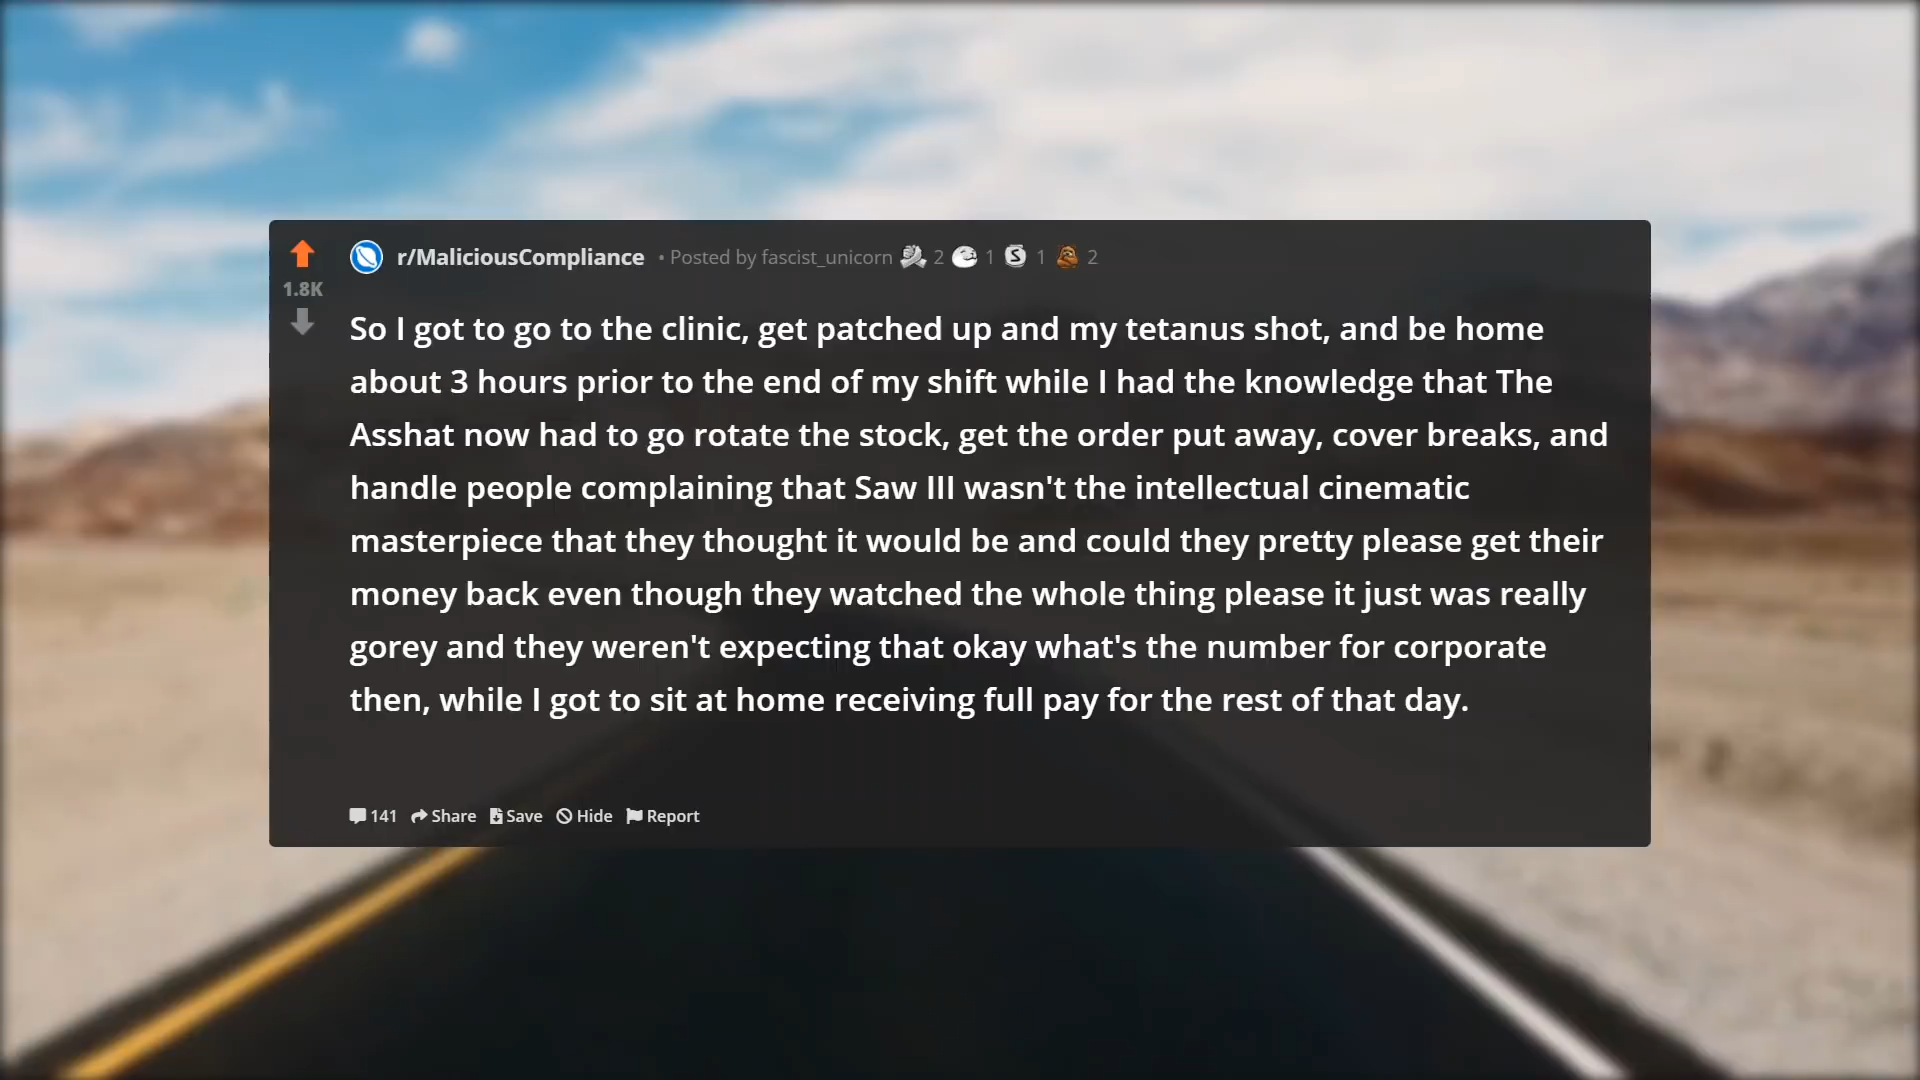 r/MaliciousCompliance • Posted by fascist_unicorn 2 1 1 2
1.8K
So I got to go to the clinic, get patched up and my tetanus shot, and be home
about 3 hours prior to the end of my shift while I had the knowledge that The
Asshat now had to go rotate the stock, get the order put away, cover breaks, and
handle people complaining that Saw III wasn't the intellectual cinematic
masterpiece that they thought it would be and could they pretty please get their
money back even though they watched the whole thing please it just was really
gorey and they weren't expecting that okay what's the number for corporate
then, while I got to sit at home receiving full pay for the rest of that day.
141 Share Save Hide Report